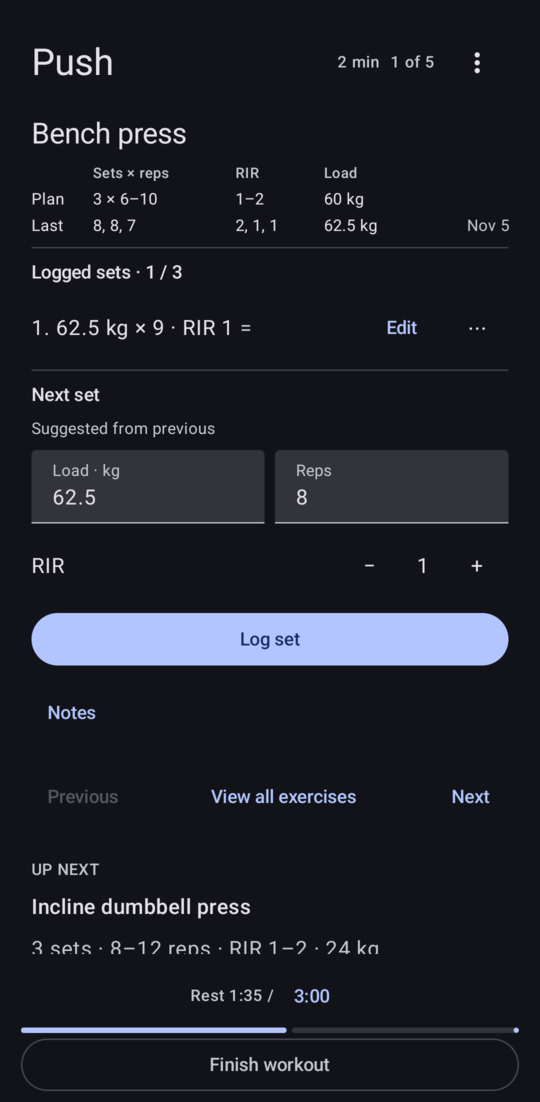 Push
2 min 1 of 5
Bench press
Sets × reps RIR Load
Plan 3 × 6–10 1–2 60 kg
Last 8, 8, 7 2, 1, 1 62.5 kg Nov 5
Logged sets · 1 / 3
1. 62.5 kg × 9 · RIR 1 =
Edit ...
Next set
Suggested from previous
Load · kg
62.5
Reps
8
RIR − 1 +
Log set
Notes
Previous View all exercises Next
UP NEXT
Incline dumbbell press
3 sets · 8–12 reps · RIR 1–2 · 24 kg
Rest 1:35 / 3:00
Finish workout